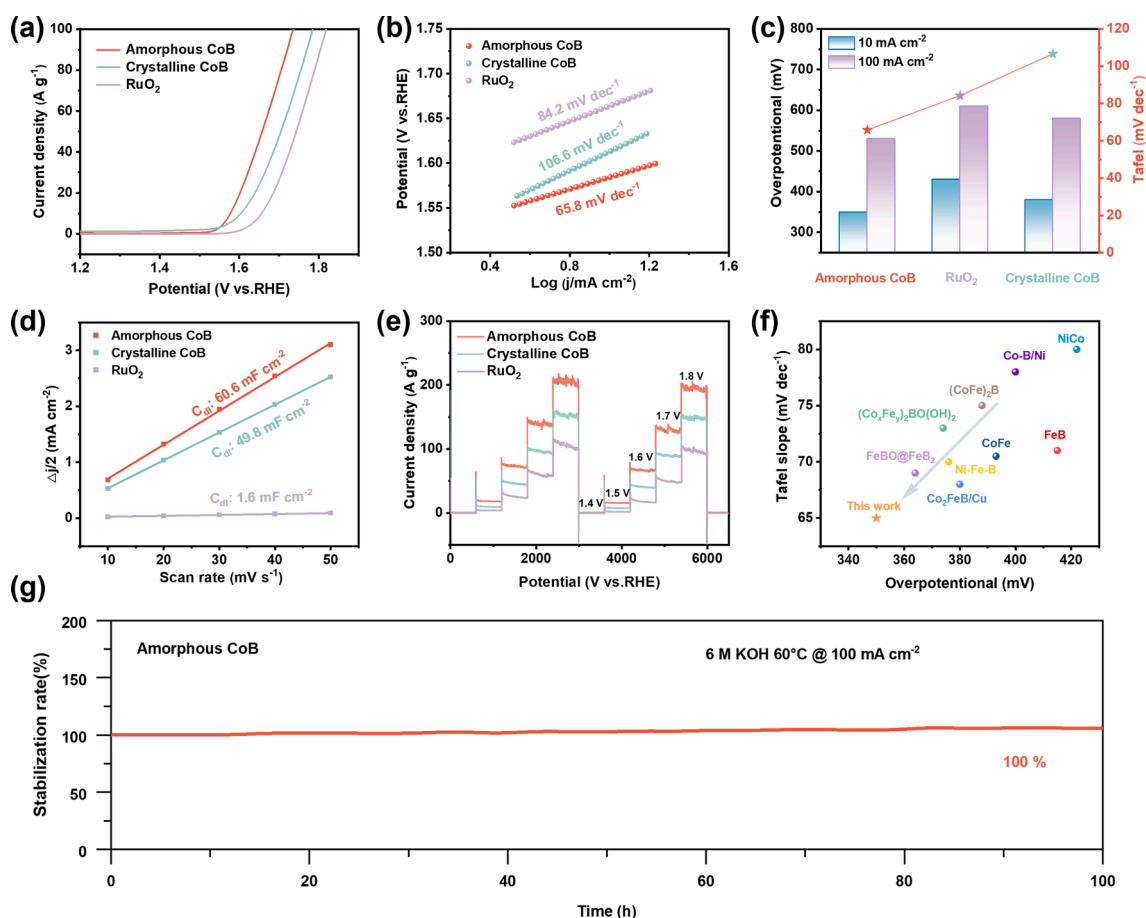 (a)
Amorphous CoB
Crystalline CoB
RuO₂
Current density (A g⁻¹)
100
80
60
40
20
0
1.2 1.4 1.6 1.8
Potential (V vs.RHE)
(b)
Amorphous CoB
Crystalline CoB
RuO₂
84.2 mV dec⁻¹
106.6 mV dec⁻¹
65.8 mV dec⁻¹
Potential (V vs.RHE)
1.75
1.70
1.65
1.60
1.55
1.50
0.4 0.8 1.2 1.6
Log (j/mA cm⁻²)
(c)
10 mA cm⁻²
100 mA cm⁻²
Overpotentional (mV)
800
700
600
500
400
300
Tafel (mV dec⁻¹)
120
100
80
60
40
20
0
Amorphous CoB RuO₂ Crystalline CoB
(d)
Amorphous CoB
Crystalline CoB
RuO₂
C_dl: 60.6 mF cm⁻²
C_dl: 49.8 mF cm⁻²
C_dl: 1.6 mF cm⁻²
△j/2 (mA cm⁻²)
3
2
1
0
10 20 30 40 50
Scan rate (mV s⁻¹)
(e)
Amorphous CoB
Crystalline CoB
RuO₂
1.4 V
1.5 V
1.6 V
1.7 V
1.8 V
Current density (A g⁻¹)
300
200
100
0
0 2000 4000 6000
Potential (V vs.RHE)
(f)
NiCo
Co-B/Ni
(CoFe)₂B
(CoₓFeᵧ)₂BO(OH)₂
CoFe
FeB
FeBO@FeB₂
Ni-Fe-B
Co₂FeB/Cu
This work
Tafel slope (mV dec⁻¹)
80
75
70
65
340 360 380 400 420
Overpotentional (mV)
(g)
Amorphous CoB
6 M KOH 60°C @ 100 mA cm⁻²
100 %
Stabilization rate(%)
200
150
100
50
0
0 20 40 60 80 100
Time (h)